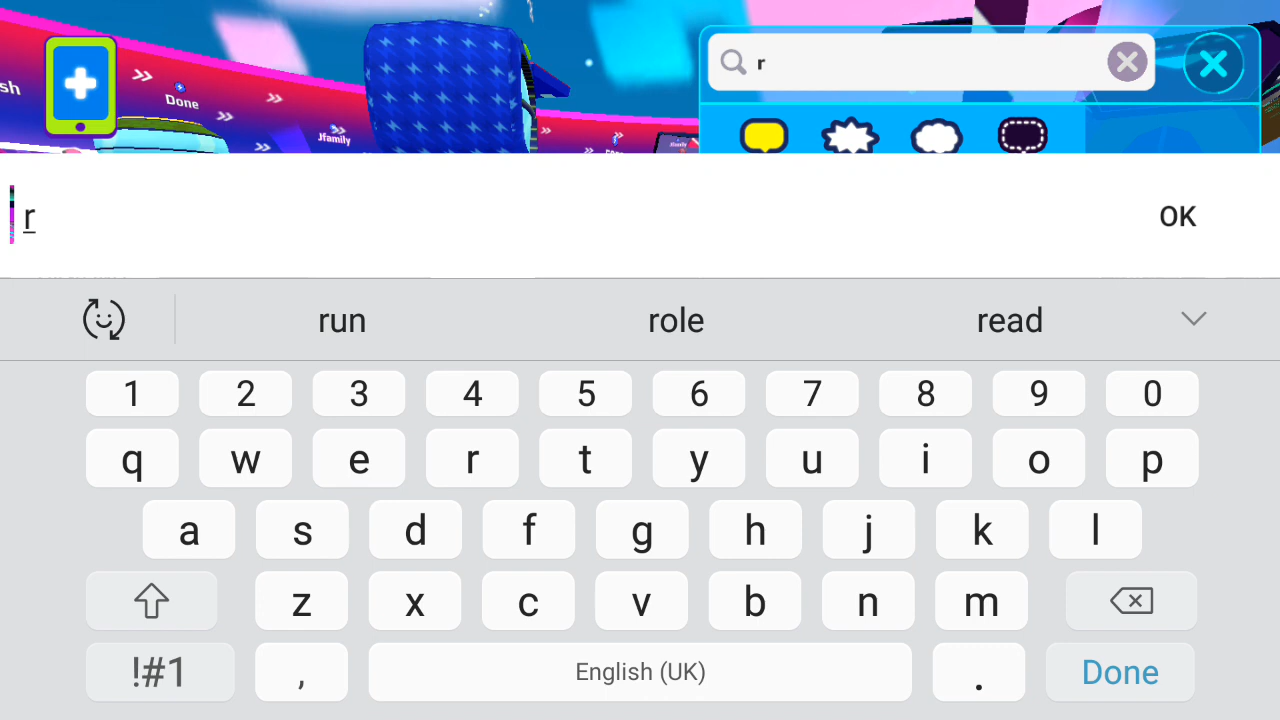 r
sh
Done
Jfamily
r
OK
run role read
1 2 3 4 5 6 7 8 9 0
q w e r t y u i o p
a s d f g h j k l
z x c v b n m
!#1 , English (UK) . Done